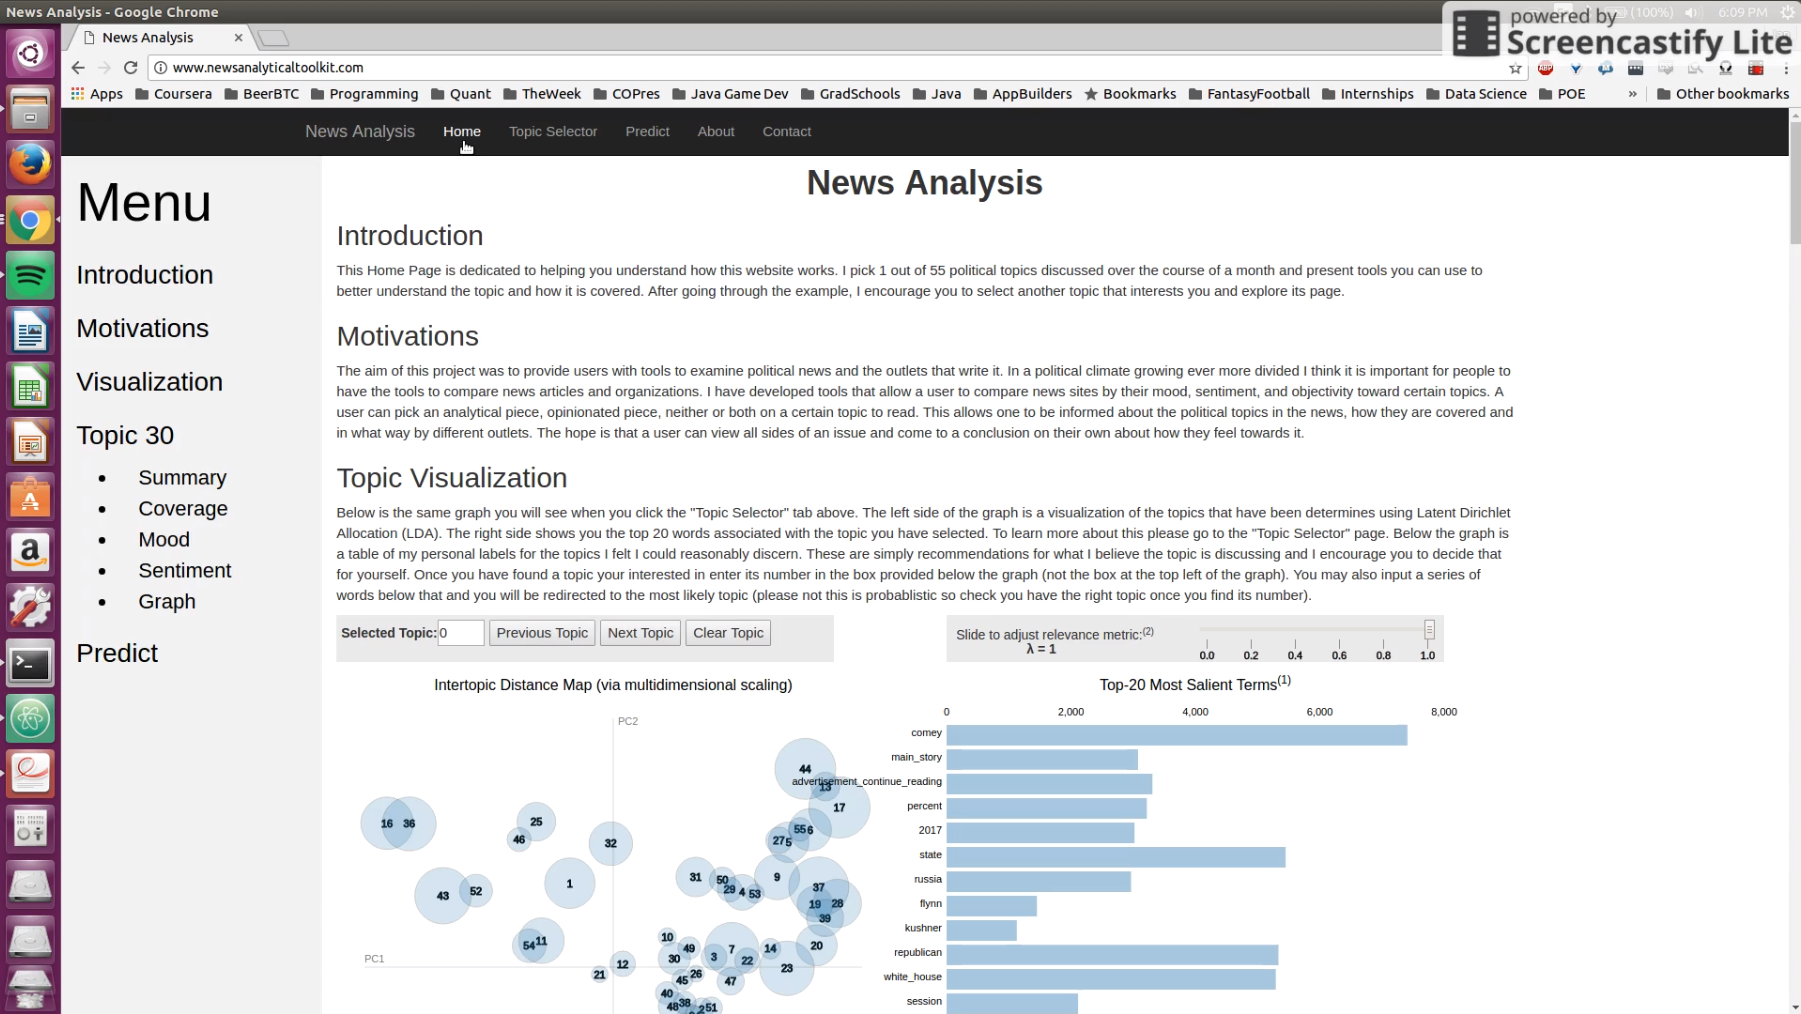 News Analysis - Google Chrome
(100%) 6:09 PM
powered by
Screencastify Lite
News Analysis
www.newsanalyticaltoolkit.com
Apps Coursera BeerBTC Programming Quant TheWeek COPres Java Game Dev GradSchools Java AppBuilders Bookmarks FantasyFootball Internships Data Science POE » Other bookmarks
News Analysis Home Topic Selector Predict About Contact
Menu
Introduction
Motivations
Visualization
Topic 30
Summary
Coverage
Mood
Sentiment
Graph
Predict
News Analysis
Introduction
This Home Page is dedicated to helping you understand how this website works. I pick 1 out of 55 political topics discussed over the course of a month and present tools you can use to
better understand the topic and how it is covered. After going through the example, I encourage you to select another topic that interests you and explore its page.
Motivations
The aim of this project was to provide users with tools to examine political news and the outlets that write it. In a political climate growing ever more divided I think it is important for people to
have the tools to compare news articles and organizations. I have developed tools that allow a user to compare news sites by their mood, sentiment, and objectivity toward certain topics. A
user can pick an analytical piece, opinionated piece, neither or both on a certain topic to read. This allows one to be informed about the political topics in the news, how they are covered and
in what way by different outlets. The hope is that a user can view all sides of an issue and come to a conclusion on their own about how they feel towards it.
Topic Visualization
Below is the same graph you will see when you click the "Topic Selector" tab above. The left side of the graph is a visualization of the topics that have been determines using Latent Dirichlet
Allocation (LDA). The right side shows you the top 20 words associated with the topic you have selected. To learn more about this please go to the "Topic Selector" page. Below the graph is
a table of my personal labels for the topics I felt I could reasonably discern. These are simply recommendations for what I believe the topic is discussing and I encourage you to decide that
for yourself. Once you have found a topic your interested in enter its number in the box provided below the graph (not the box at the top left of the graph). You may also input a series of
words below that and you will be redirected to the most likely topic (please not this is probablistic so check you have the right topic once you find its number).
Selected Topic: 0 Previous Topic Next Topic Clear Topic
Slide to adjust relevance metric:(2)
λ = 1
0.0 0.2 0.4 0.6 0.8 1.0
Intertopic Distance Map (via multidimensional scaling)
PC2
PC1
44
13
17
16 36
25
46
32
55 6
27 5
1
31
50
29 4 53
9
37
19 28
39
43 52
54 11
10
49
30
3
7
22
14
20
23
12
21
45 26
47
40
48 38
51
Top-20 Most Salient Terms(1)
0 2,000 4,000 6,000 8,000
comey
main_story
advertisement_continue_reading
percent
2017
state
russia
flynn
kushner
republican
white_house
session